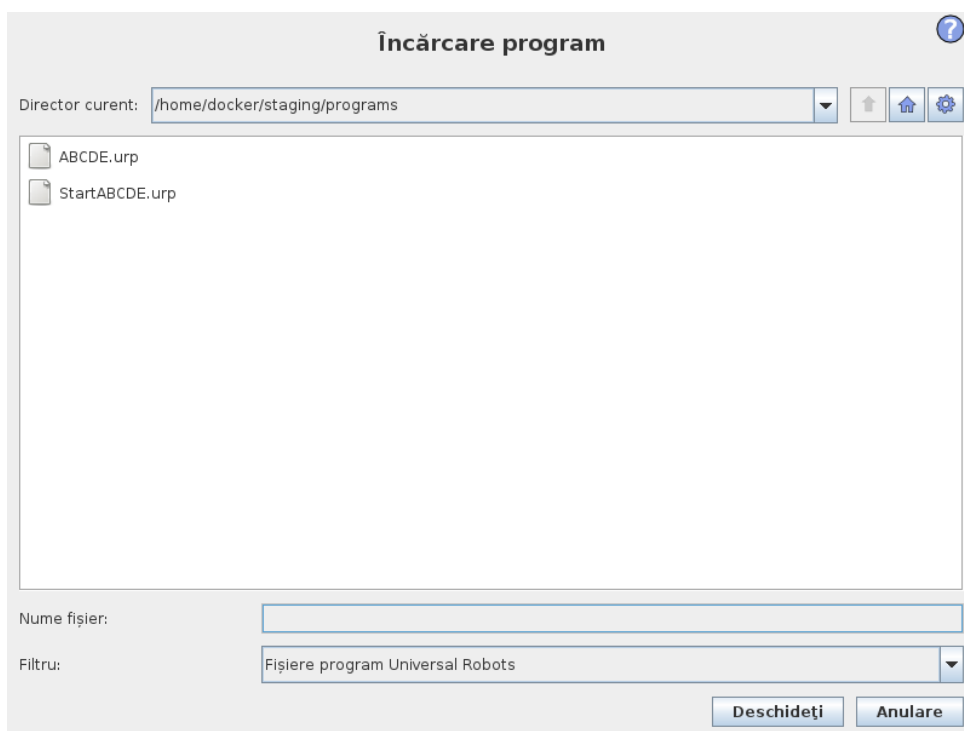 Încărcare program
?
Director curent: /home/docker/staging/programs
ABCDE.urp
StartABCDE.urp
Nume fișier:
Filtru: Fișiere program Universal Robots
Deschideți Anulare